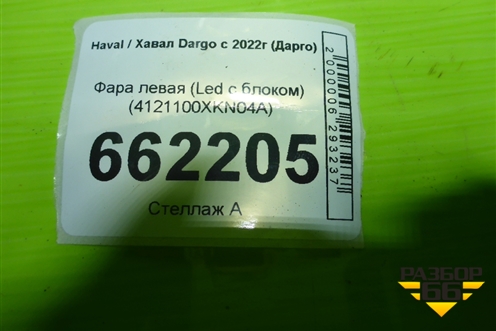 Haval / Хавал Dargo с 2022г (Дарго)
Фара левая (Led с блоком)
(4121100XKN04A)
662205
Стеллаж А
2000006293237
РАЗБОР
66